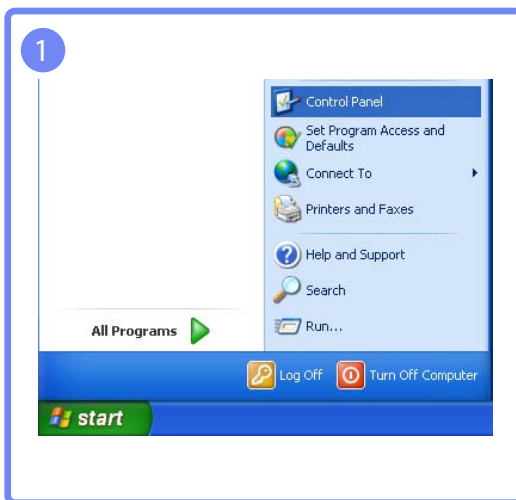 1
Control Panel
Set Program Access and
Defaults
Connect To
Printers and Faxes
Help and Support
Search
Run...
All Programs
Log Off Turn Off Computer
start